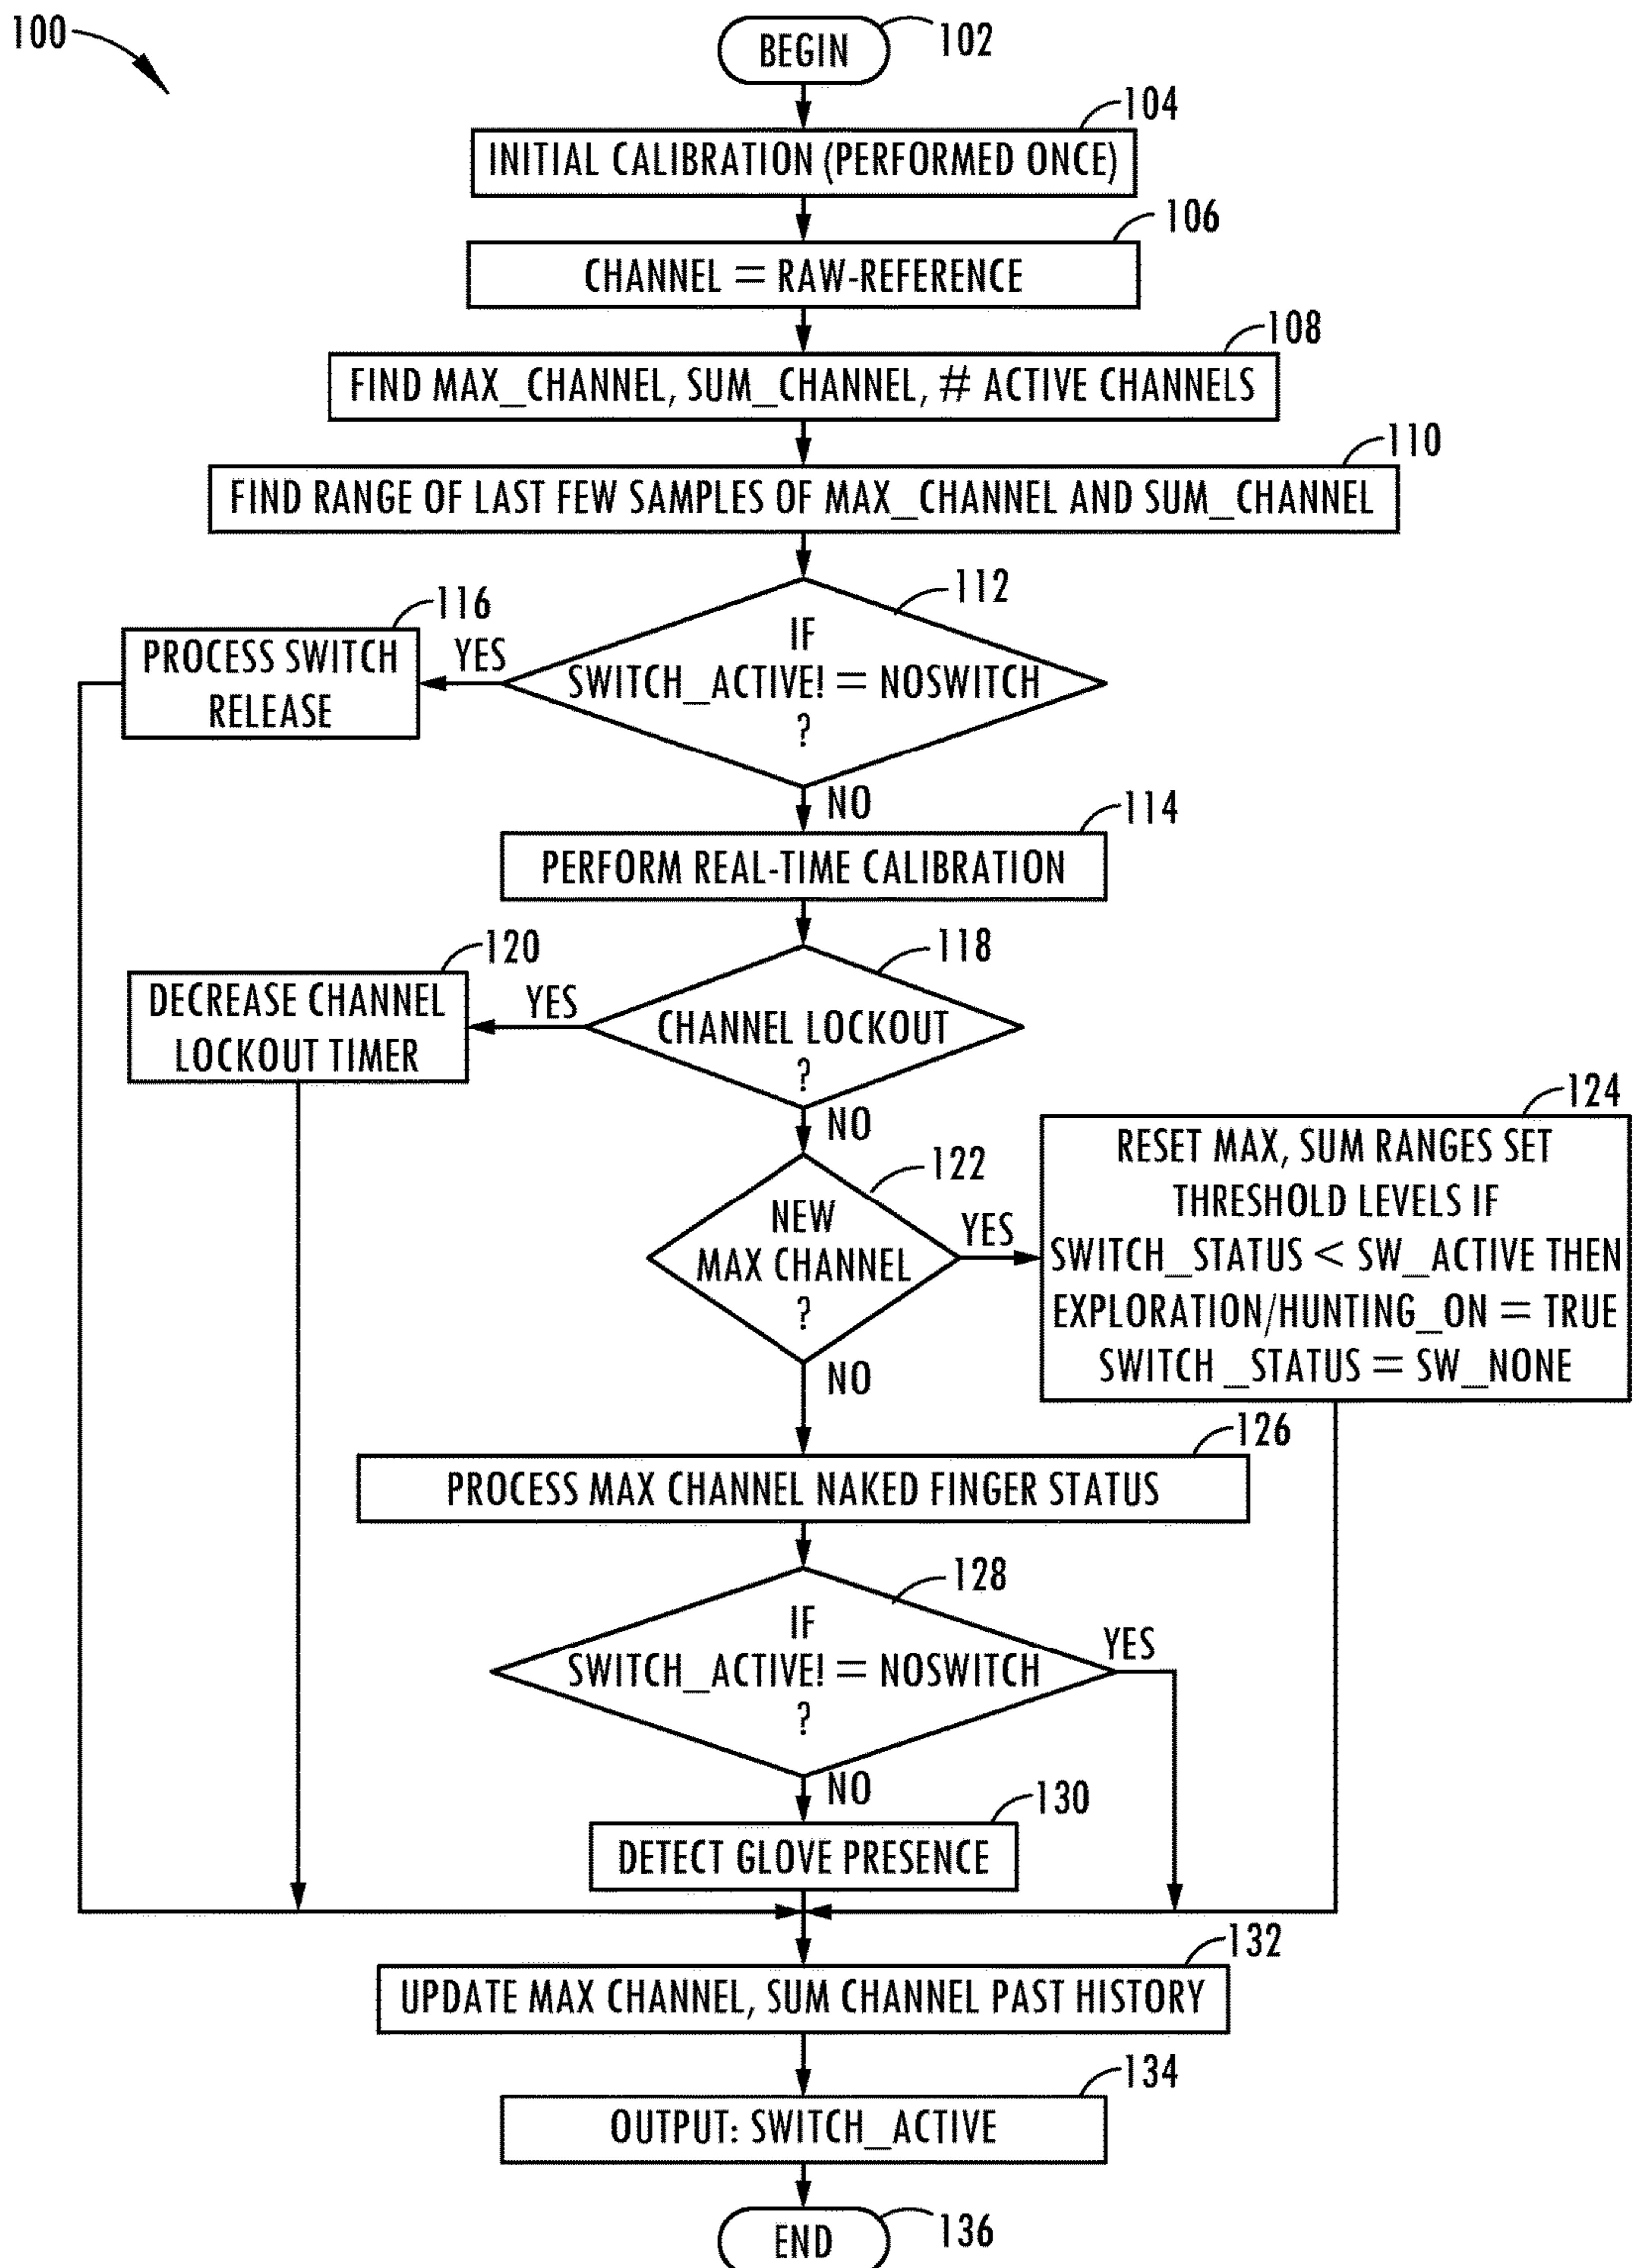 100
BEGIN
102
104
INITIAL CALIBRATION (PERFORMED ONCE)
106
CHANNEL = RAW-REFERENCE
108
FIND MAX_CHANNEL, SUM_CHANNEL, # ACTIVE CHANNELS
110
FIND RANGE OF LAST FEW SAMPLES OF MAX_CHANNEL AND SUM_CHANNEL
112
IF
SWITCH_ACTIVE! = NOSWITCH
?
YES
116
PROCESS SWITCH
RELEASE
NO
114
PERFORM REAL-TIME CALIBRATION
118
CHANNEL LOCKOUT
?
YES
120
DECREASE CHANNEL
LOCKOUT TIMER
NO
122
NEW
MAX CHANNEL
?
YES
124
RESET MAX, SUM RANGES SET
THRESHOLD LEVELS IF
SWITCH_STATUS < SW_ACTIVE THEN
EXPLORATION/HUNTING_ON = TRUE
SWITCH_STATUS = SW_NONE
NO
126
PROCESS MAX CHANNEL NAKED FINGER STATUS
128
IF
SWITCH_ACTIVE! = NOSWITCH
?
YES
NO
130
DETECT GLOVE PRESENCE
132
UPDATE MAX CHANNEL, SUM CHANNEL PAST HISTORY
134
OUTPUT: SWITCH_ACTIVE
END
136